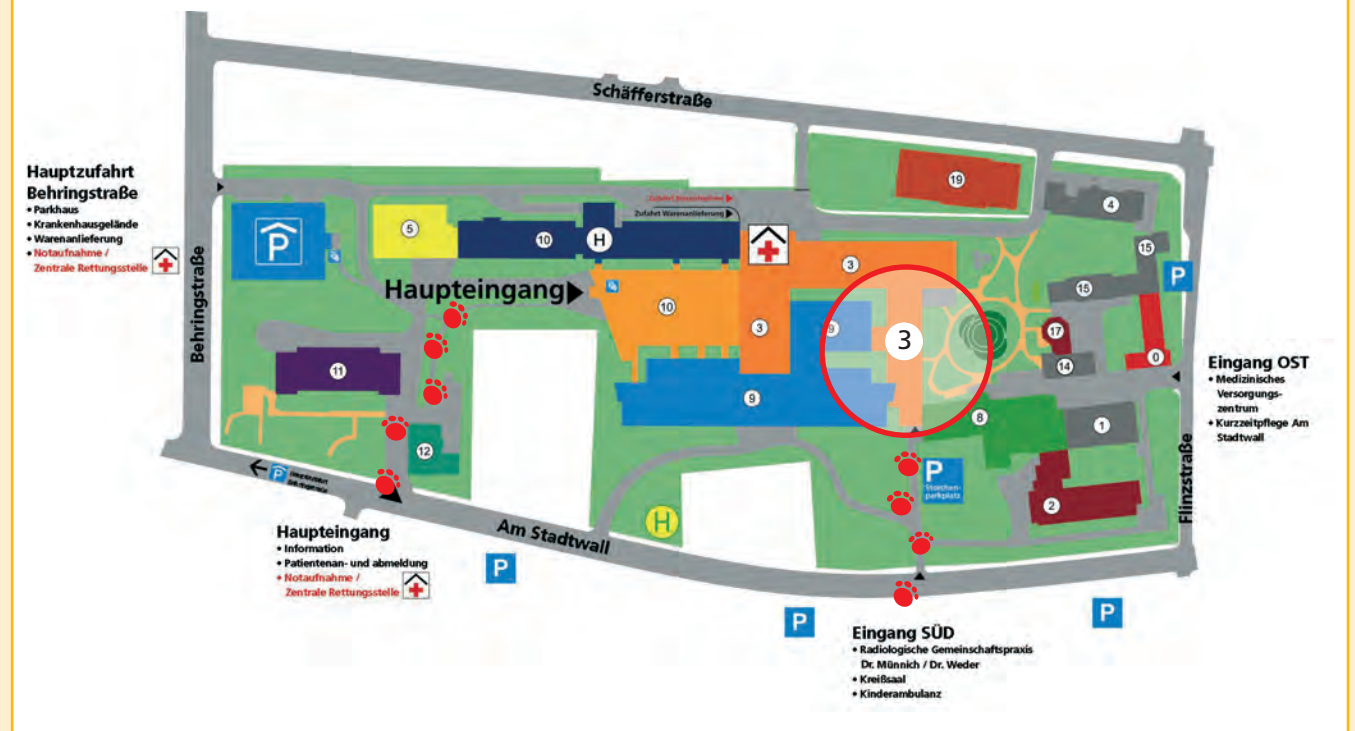 Schäfferstraße
Hauptzufahrt
Behringstraße
• Parkhaus
• Krankenhausgelände
• Warenanlieferung
• Notaufnahme /
Zentrale Rettungsstelle
Behringstraße
P
5
10
H
Zufahrt Warenanlieferung
3
19
4
15
P
15
Haupteingang
10
3
9
3
17
14
0
11
9
8
1
12
2
P
Storchen-
parkplatz
Eingang OST
• Medizinisches
Versorgungs-
zentrum
• Kurzzeitpflege Am
Stadtwall
Flinzstraße
P
H
Am Stadtwall
Haupteingang
• Information
• Patientenan- und abmeldung
• Notaufnahme /
Zentrale Rettungsstelle
P
P
P
Eingang SÜD
• Radiologische Gemeinschaftspraxis
Dr. Münnich / Dr. Weder
• Kreißsaal
• Kinderambulanz